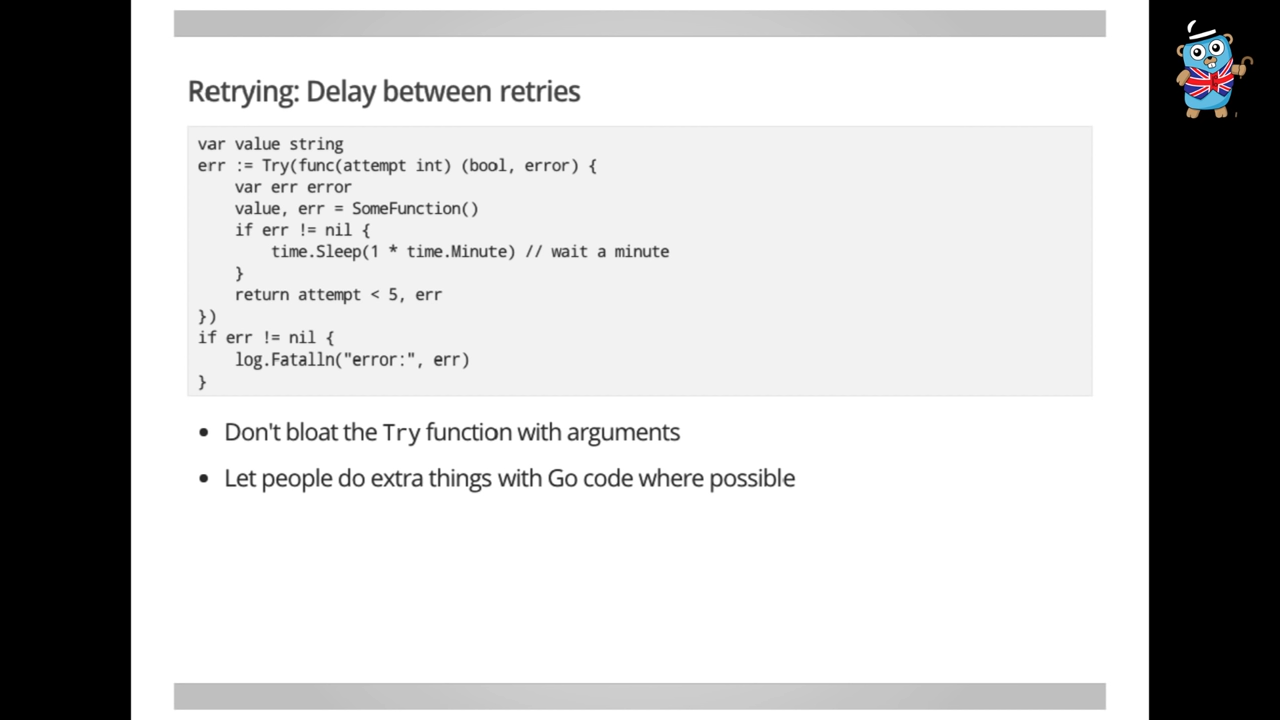 Retrying: Delay between retries
var value string
err := Try(func(attempt int) (bool, error) {
    var err error
    value, err = SomeFunction()
    if err != nil {
        time.Sleep(1 * time.Minute) // wait a minute
    }
    return attempt < 5, err
})
if err != nil {
    log.Fatalln("error:", err)
}
• Don't bloat the Try function with arguments
• Let people do extra things with Go code where possible